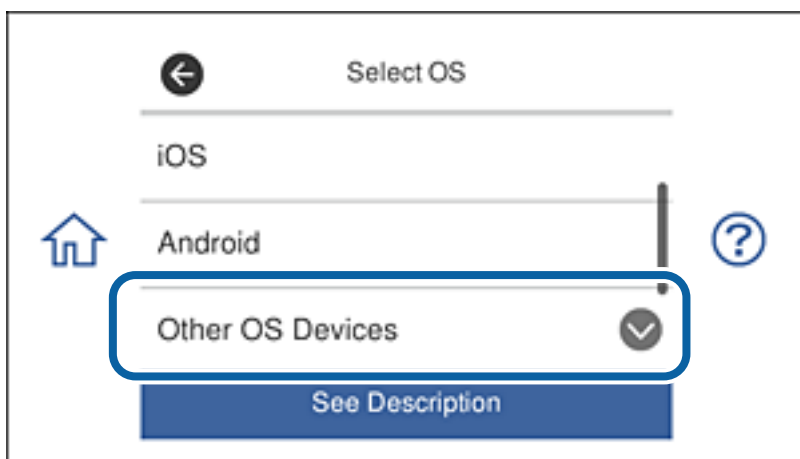 Select OS
iOS
Android
Other OS Devices
See Description